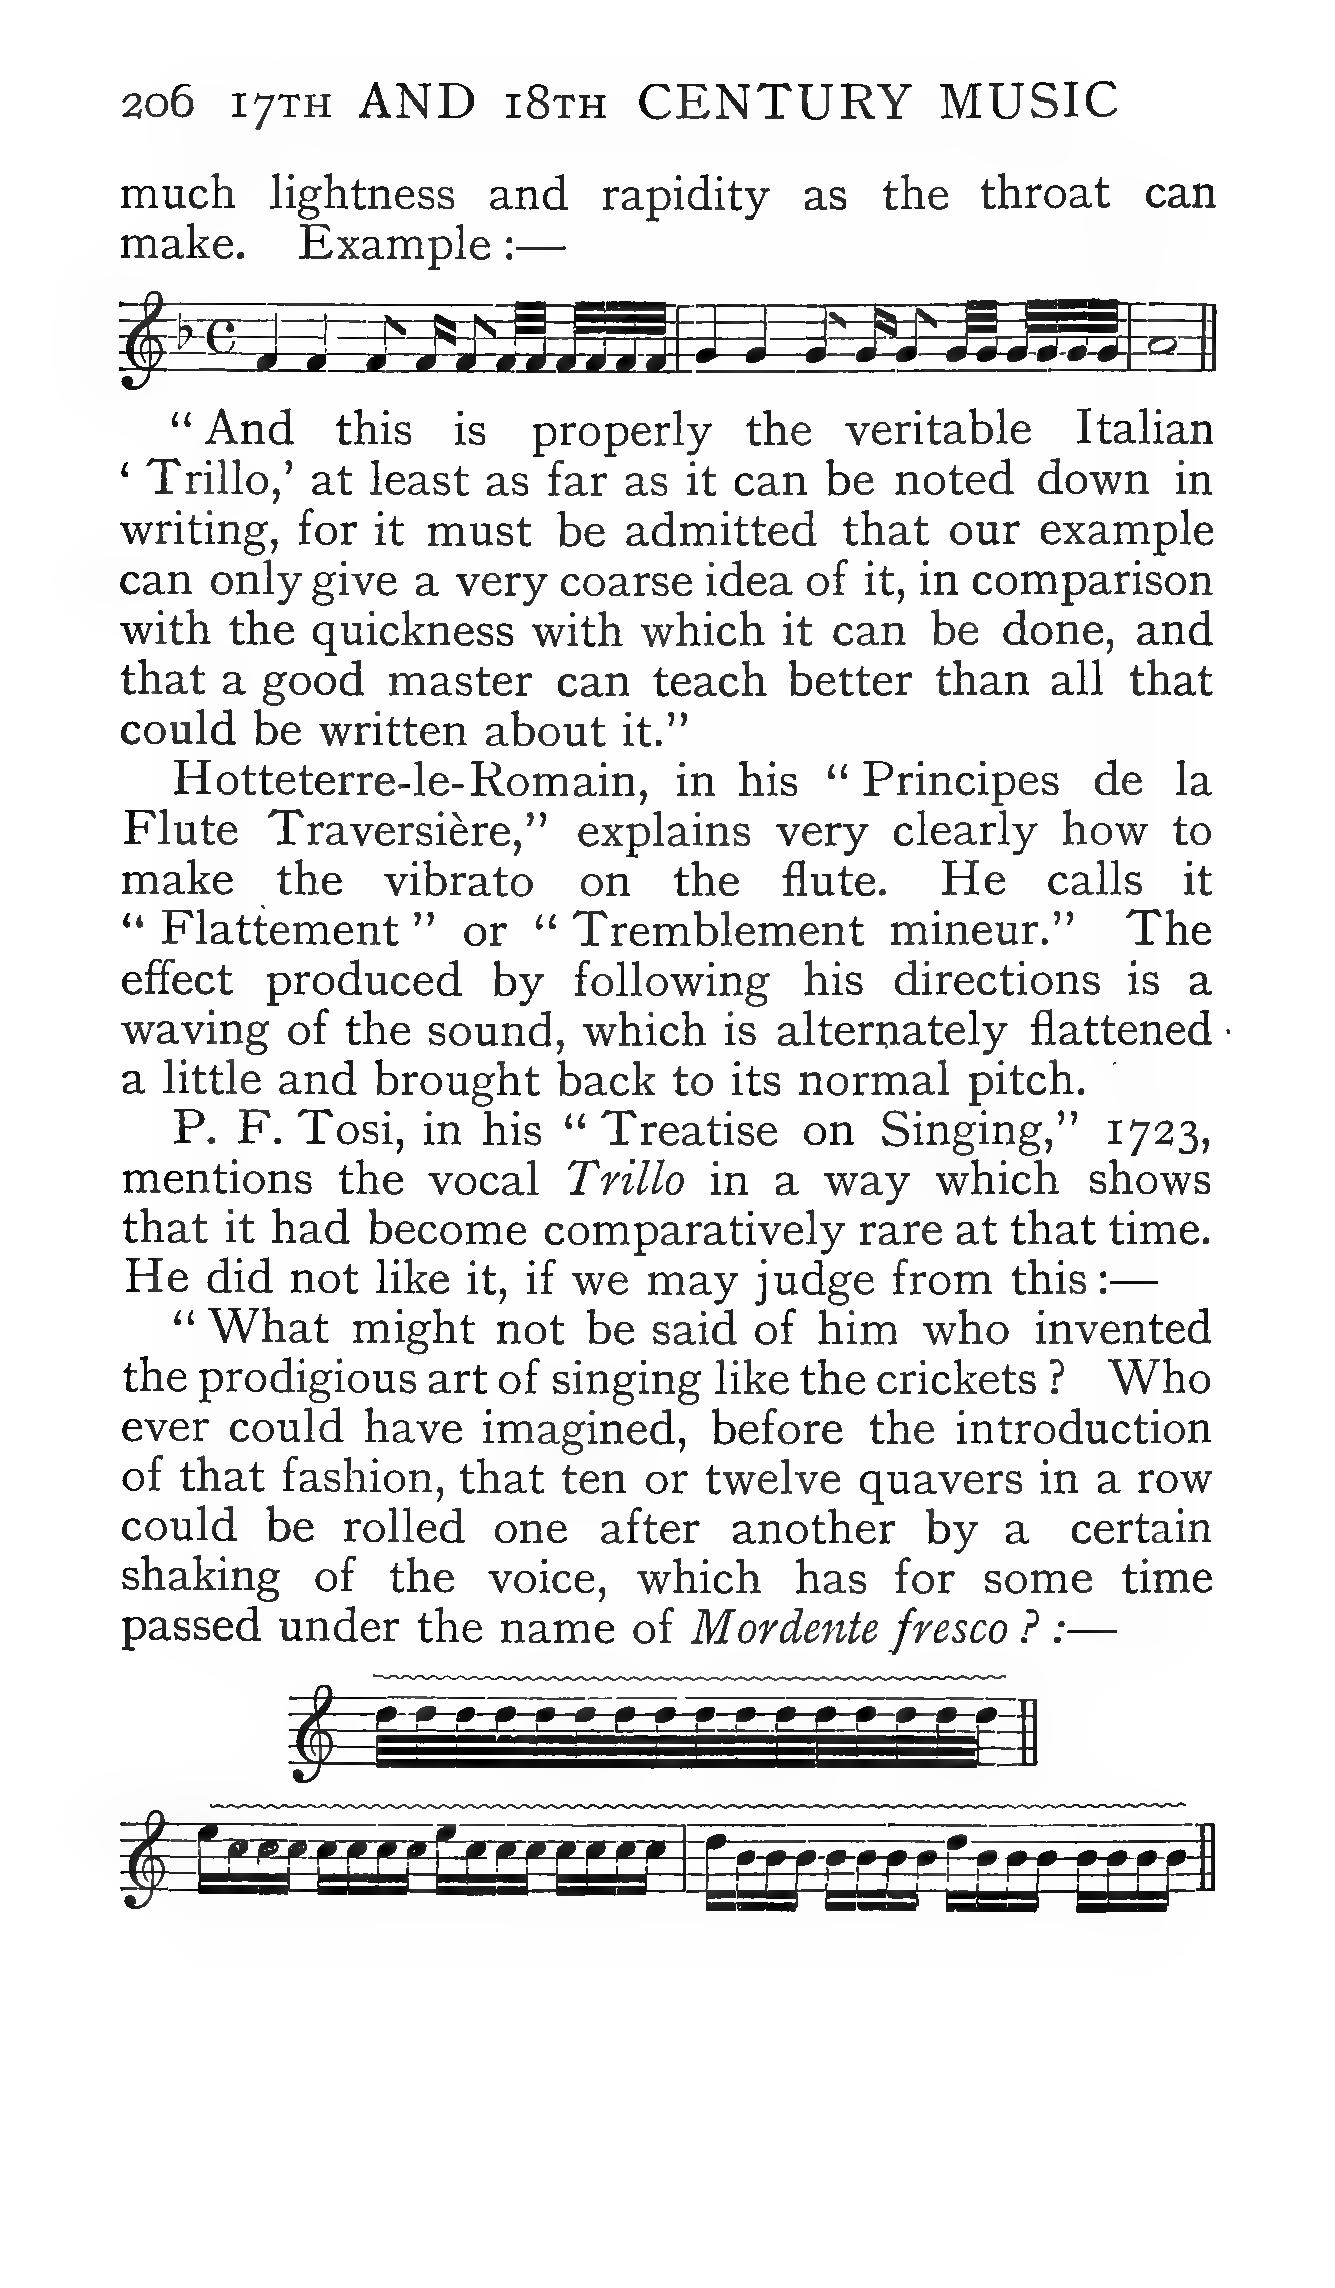 206 17TH AND 18TH CENTURY MUSIC
much lightness and rapidity as the throat can
make. Example :—
“ And this is properly the veritable Italian
‘ Trillo,’ at least as far as it can be noted down in
writing, for it must be admitted that our example
can only give a very coarse idea of it, in comparison
with the quickness with which it can be done, and
that a good master can teach better than all that
could be written about it.”
Hotteterre-le-Romain, in his “ Principes de la
Flute Traversière,” explains very clearly how to
make the vibrato on the flute. He calls it
“ Flattement ” or “ Tremblement mineur.” The
effect produced by following his directions is a
waving of the sound, which is alternately flattened
a little and brought back to its normal pitch.
P. F. Tosi, in his “ Treatise on Singing,” 1723,
mentions the vocal Trillo in a way which shows
that it had become comparatively rare at that time.
He did not like it, if we may judge from this :—
“ What might not be said of him who invented
the prodigious art of singing like the crickets ? Who
ever could have imagined, before the introduction
of that fashion, that ten or twelve quavers in a row
could be rolled one after another by a certain
shaking of the voice, which has for some time
passed under the name of Mordente fresco ? :—